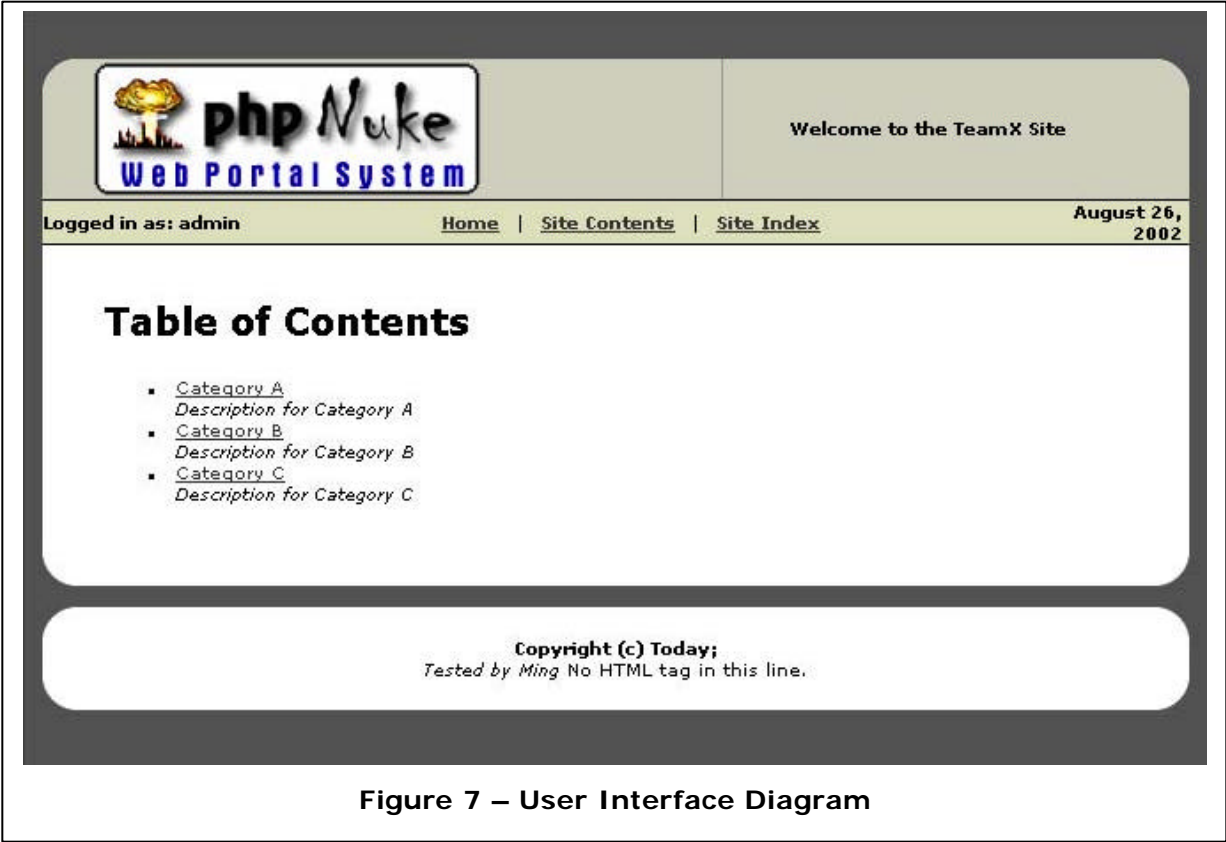 php Nuke
Web Portal System
Welcome to the TeamX Site
Logged in as: admin
Home | Site Contents | Site Index
August 26,
2002
Table of Contents
Category A
Description for Category A
Category B
Description for Category B
Category C
Description for Category C
Copyright (c) Today;
Tested by Ming No HTML tag in this line.
Figure 7 – User Interface Diagram